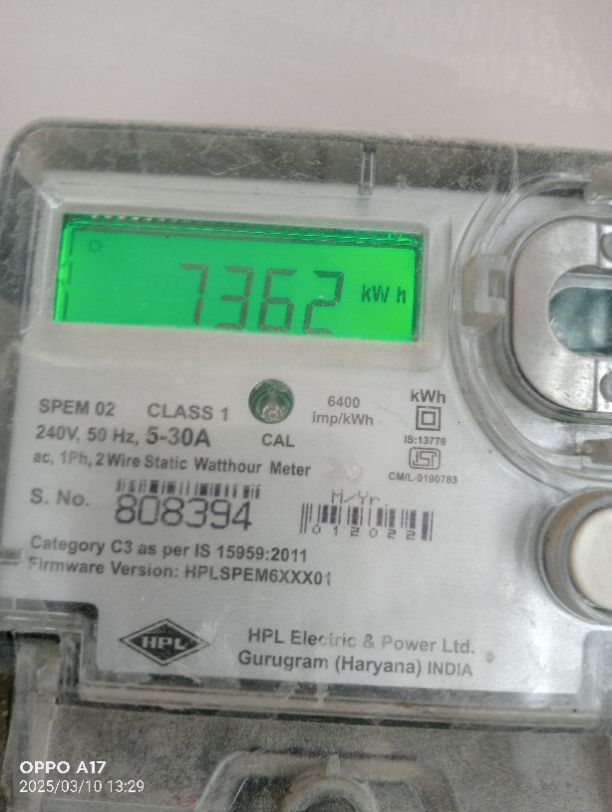 7362 kWh
SPEM 02 CLASS 1 6400 imp/kWh kWh
240V, 50 Hz, 5-30A CAL IS:13779
ac, 1Ph, 2 Wire Static Watthour Meter CM/L-9190783
S. No. 808394 M/Yr
012022
Category C3 as per IS 15959:2011
Firmware Version: HPLSPEM6XXX01
HPL HPL Electric & Power Ltd.
Gurugram (Haryana) INDIA
OPPO A17
2025/03/10 13:29